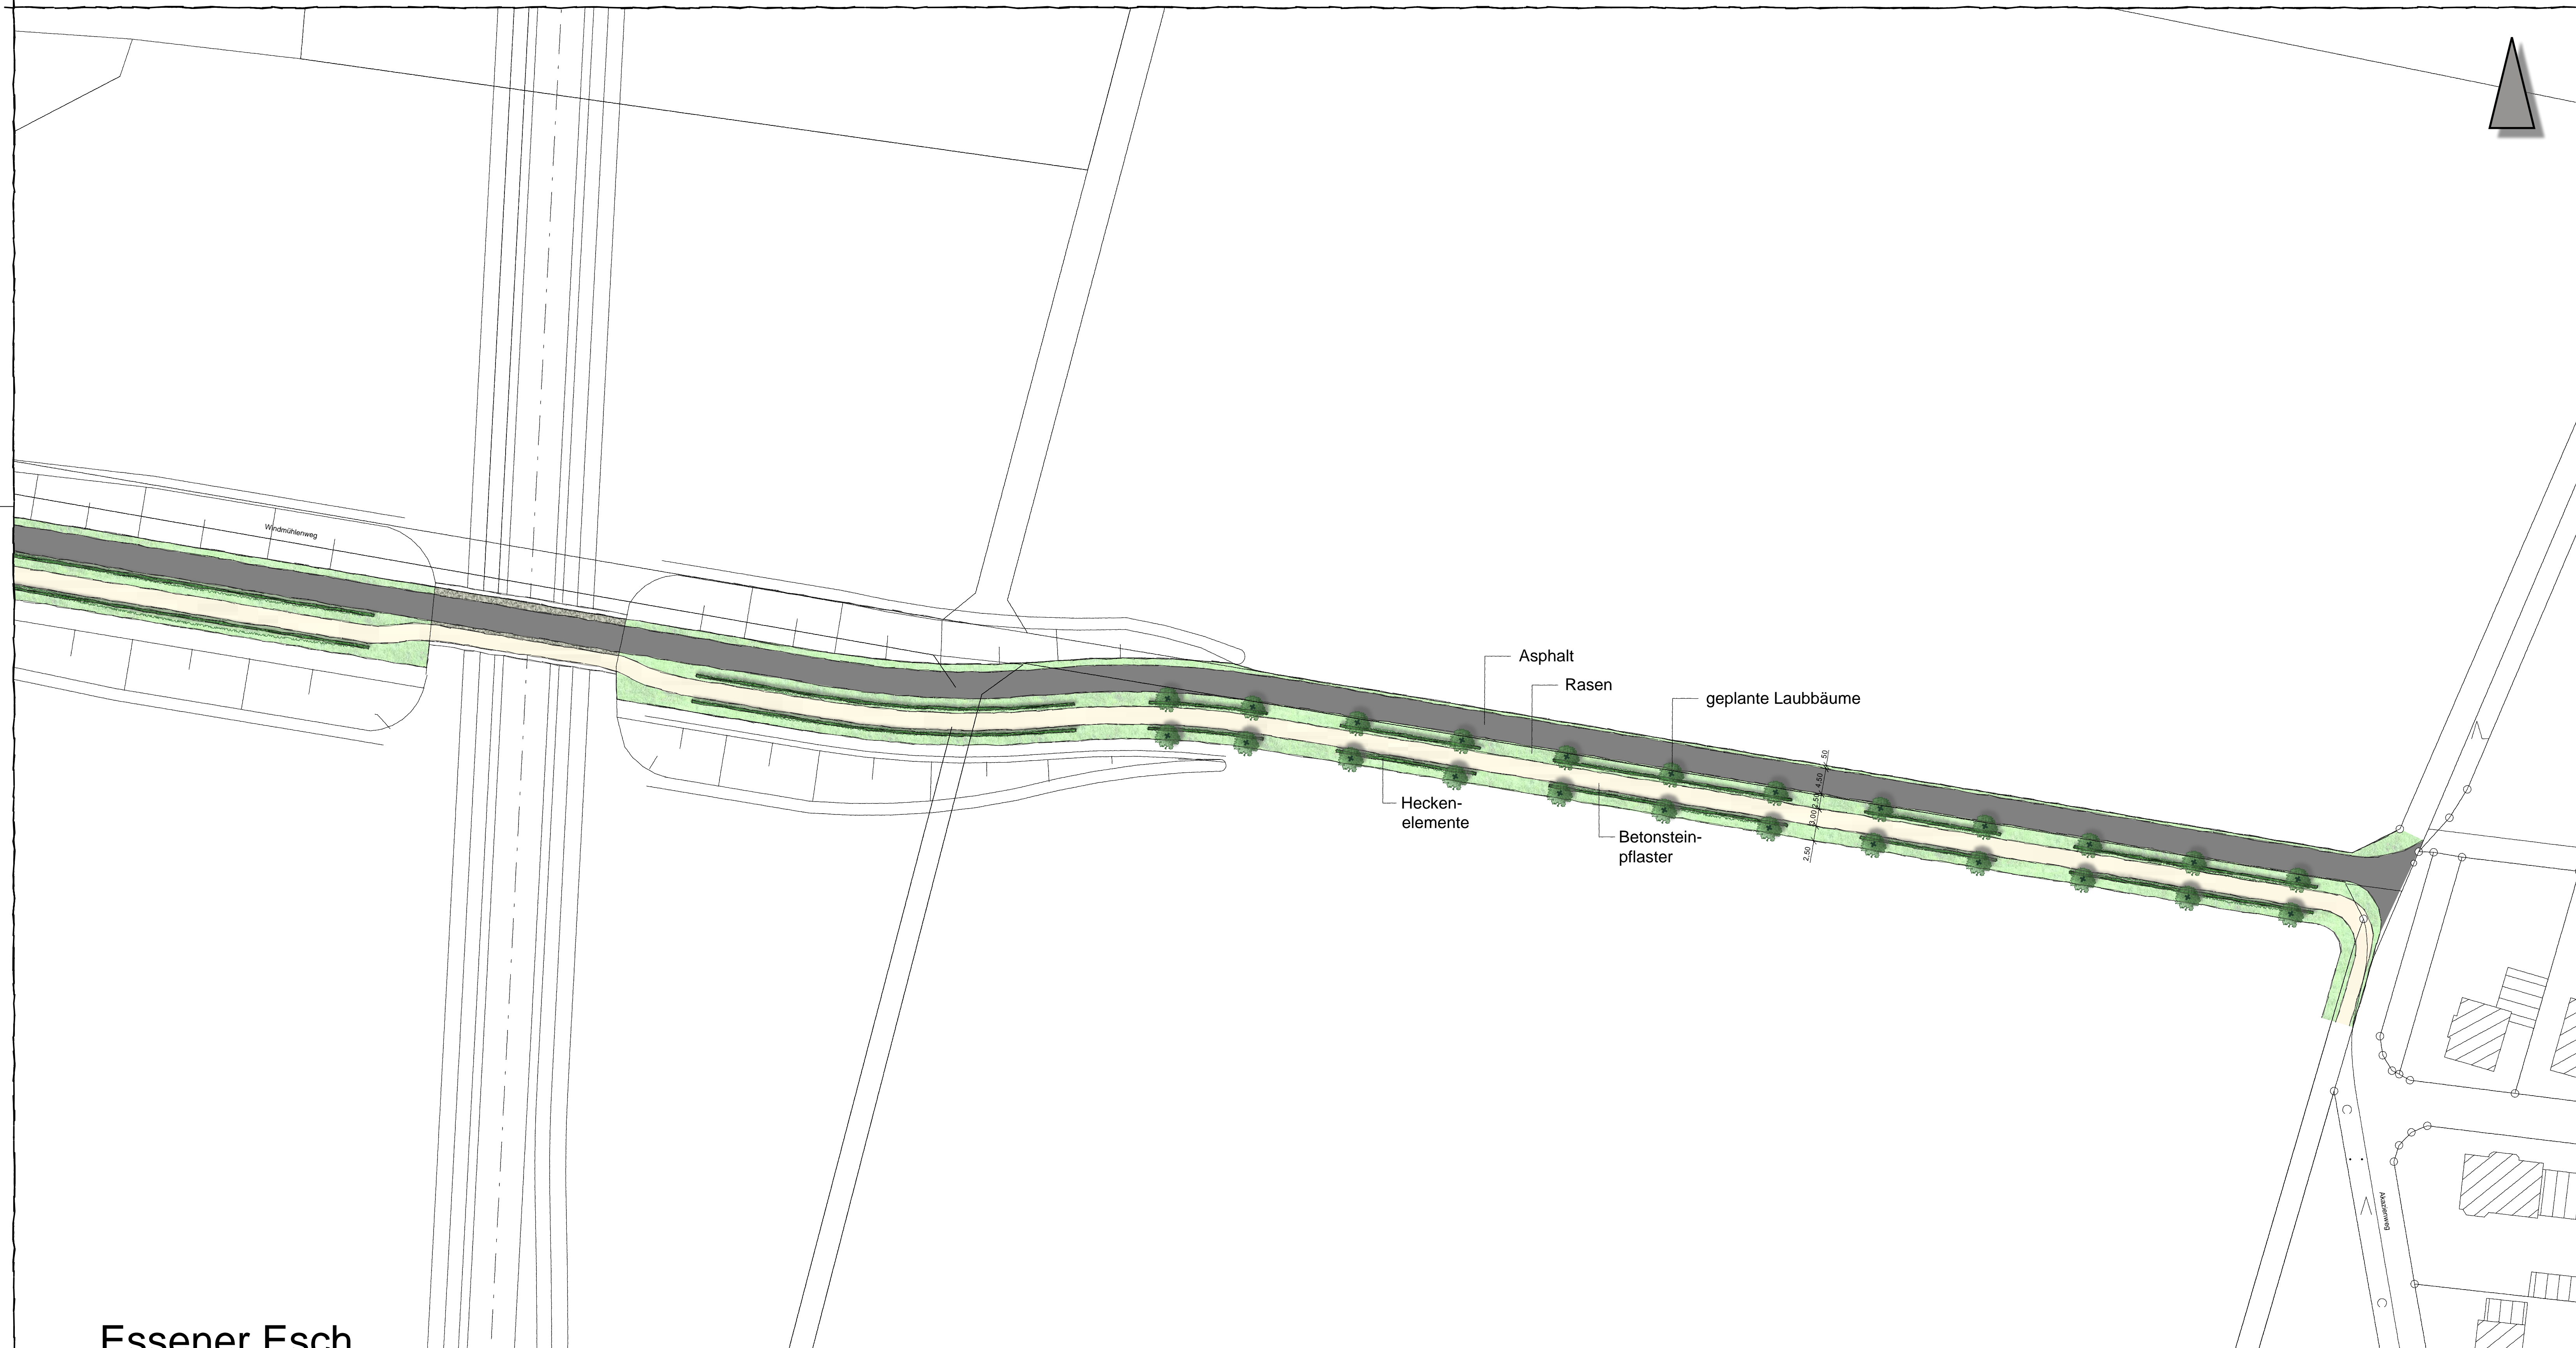 Windmühlenweg
Asphalt
Rasen
geplante Laubbäume
.50
4.50
2.50
3.00
2.50
Hecken-
elemente
Betonstein-
pflaster
Akazienweg
Essener Esch